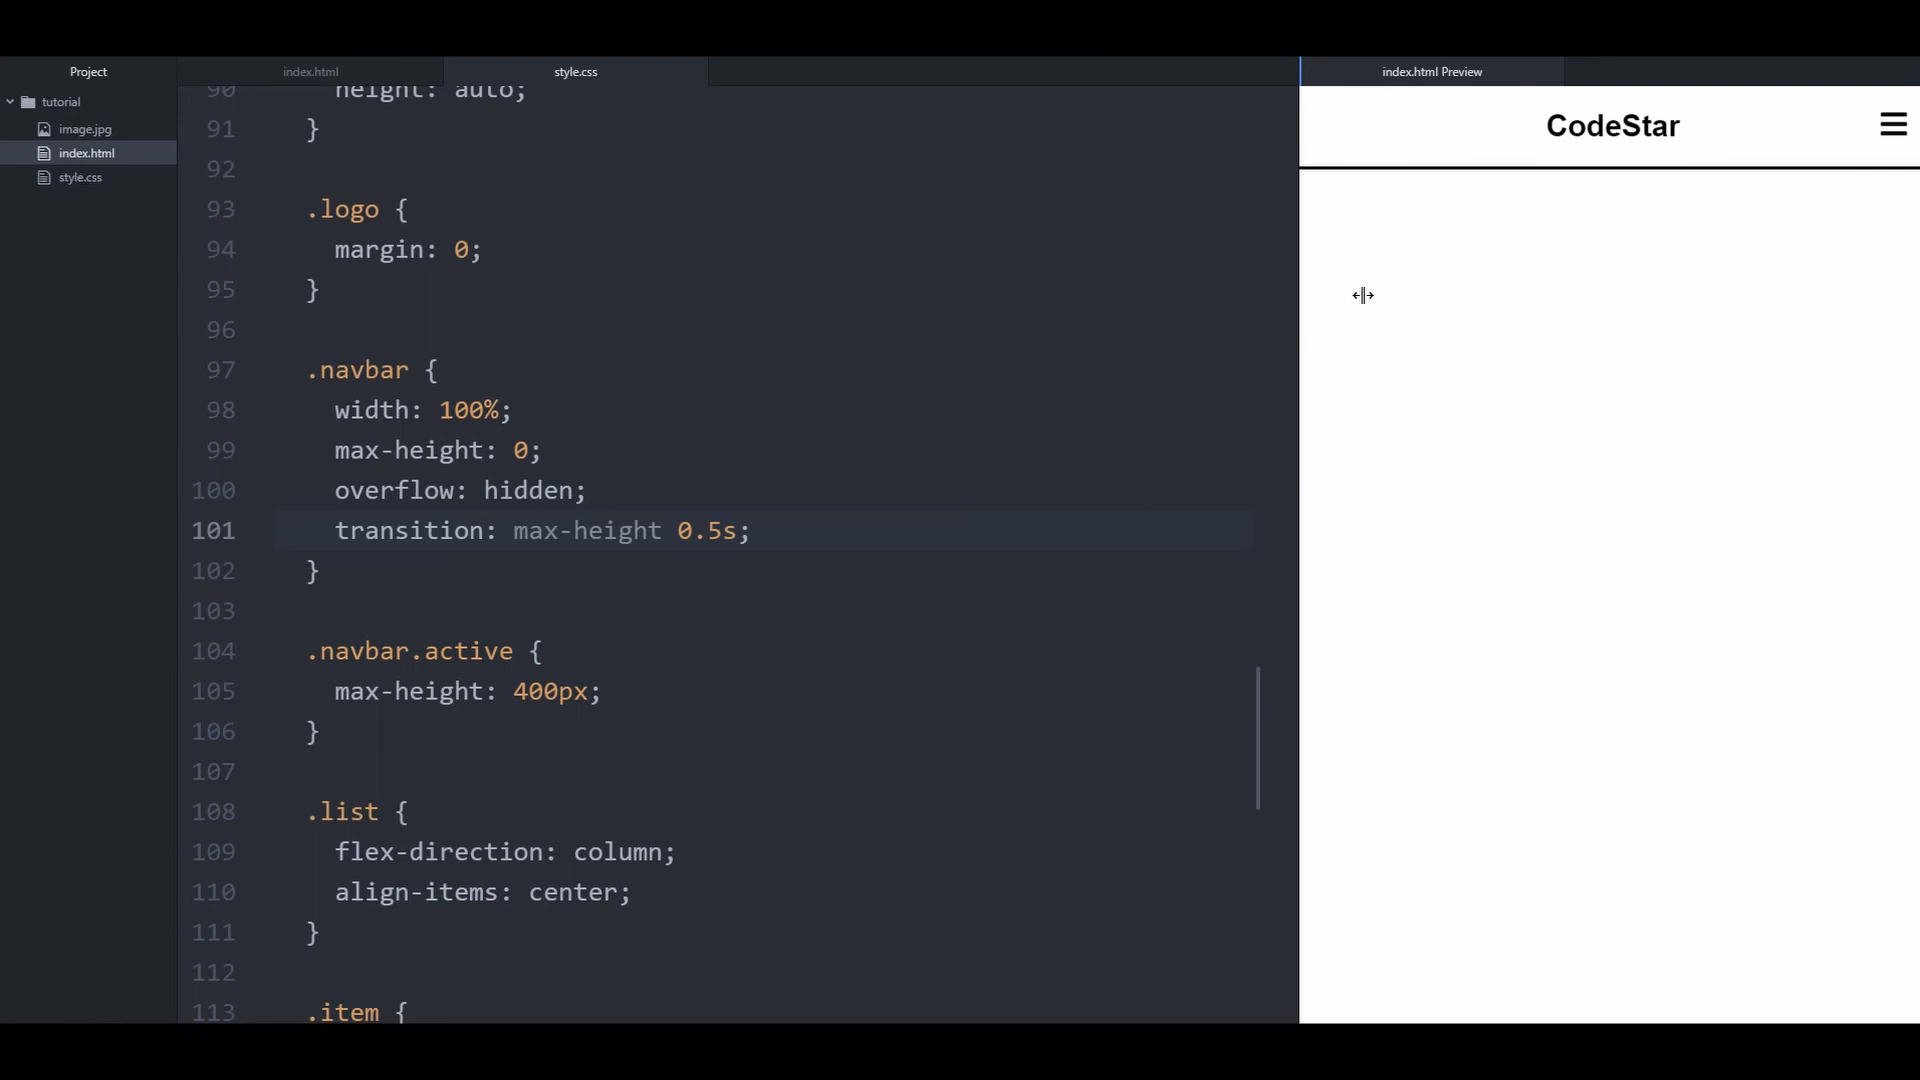 Project
index.html
style.css
index.html Preview
tutorial
image.jpg
index.html
style.css
90 height: auto;
91 }
92
93 .logo {
94 margin: 0;
95 }
96
97 .navbar {
98 width: 100%;
99 max-height: 0;
100 overflow: hidden;
101 transition: max-height 0.5s;
102 }
103
104 .navbar.active {
105 max-height: 400px;
106 }
107
108 .list {
109 flex-direction: column;
110 align-items: center;
111 }
112
113 .item {
CodeStar